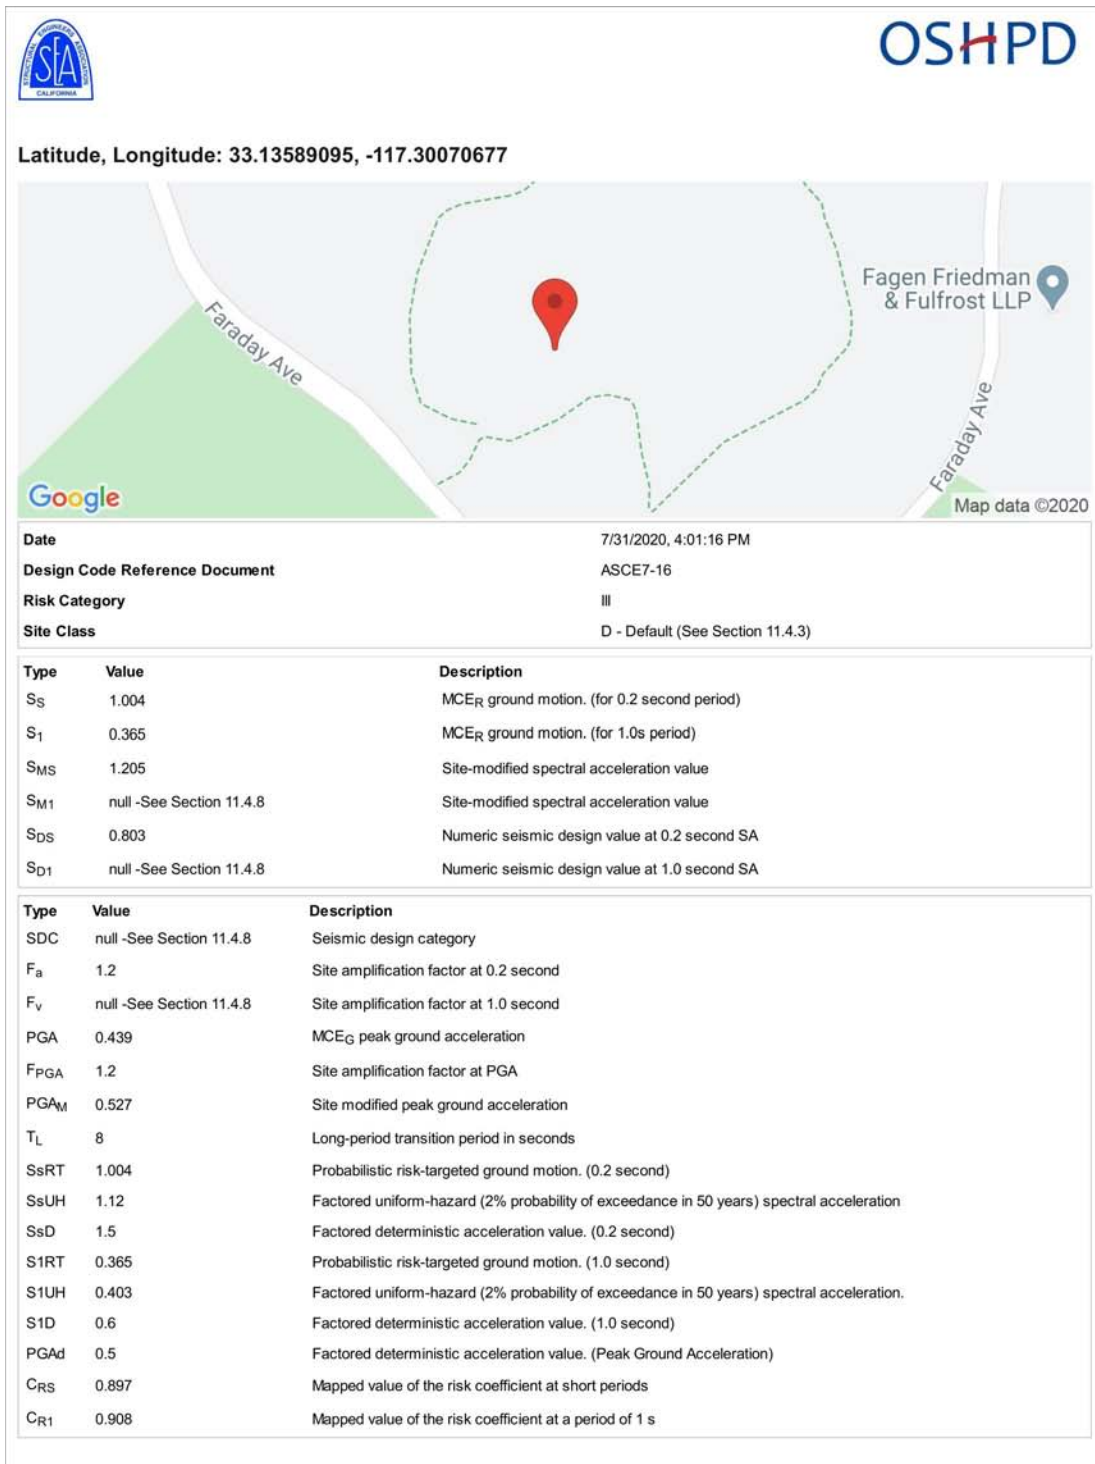 STRUCTURAL ENGINEERS ASSOCIATION
SEA
CALIFORNIA
OSHPD
Latitude, Longitude: 33.13589095, -117.30070677
Faraday Ave
Fagen Friedman
& Fulfrost LLP
Faraday Ave
Google
Map data ©2020
Date 7/31/2020, 4:01:16 PM
Design Code Reference Document ASCE7-16
Risk Category III
Site Class D - Default (See Section 11.4.3)
Type Value Description
SS 1.004 MCER ground motion. (for 0.2 second period)
S1 0.365 MCER ground motion. (for 1.0s period)
SMS 1.205 Site-modified spectral acceleration value
SM1 null -See Section 11.4.8 Site-modified spectral acceleration value
SDS 0.803 Numeric seismic design value at 0.2 second SA
SD1 null -See Section 11.4.8 Numeric seismic design value at 1.0 second SA
Type Value Description
SDC null -See Section 11.4.8 Seismic design category
Fa 1.2 Site amplification factor at 0.2 second
Fv null -See Section 11.4.8 Site amplification factor at 1.0 second
PGA 0.439 MCEG peak ground acceleration
FPGA 1.2 Site amplification factor at PGA
PGAM 0.527 Site modified peak ground acceleration
TL 8 Long-period transition period in seconds
SsRT 1.004 Probabilistic risk-targeted ground motion. (0.2 second)
SsUH 1.12 Factored uniform-hazard (2% probability of exceedance in 50 years) spectral acceleration
SsD 1.5 Factored deterministic acceleration value. (0.2 second)
S1RT 0.365 Probabilistic risk-targeted ground motion. (1.0 second)
S1UH 0.403 Factored uniform-hazard (2% probability of exceedance in 50 years) spectral acceleration.
S1D 0.6 Factored deterministic acceleration value. (1.0 second)
PGAd 0.5 Factored deterministic acceleration value. (Peak Ground Acceleration)
CRS 0.897 Mapped value of the risk coefficient at short periods
CR1 0.908 Mapped value of the risk coefficient at a period of 1 s